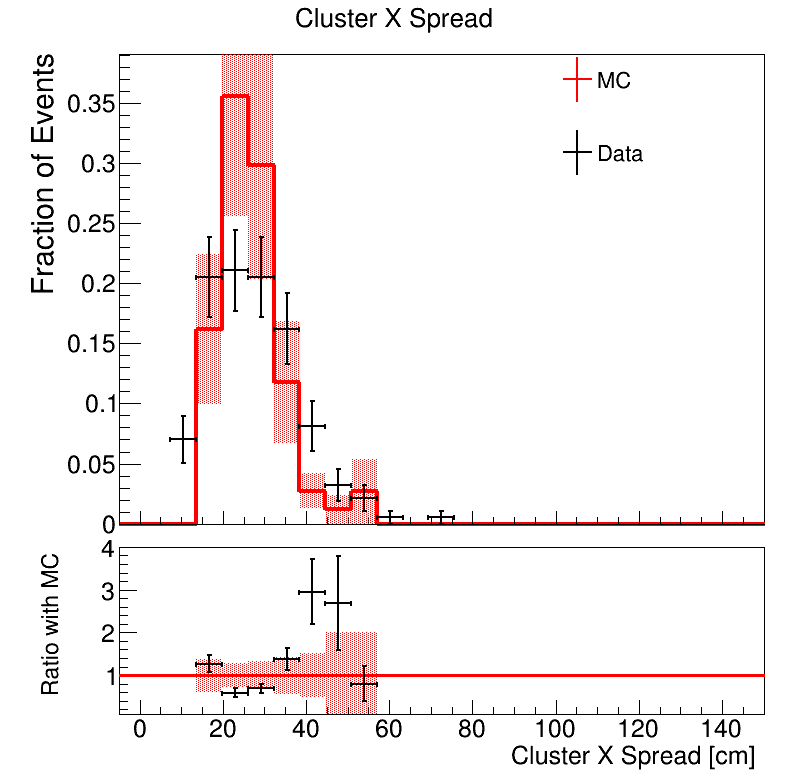 Cluster X Spread
Fraction of Events
MC
Data
0.35
0.3
0.25
0.2
0.15
0.1
0.05
0
Ratio with MC
4
3
2
1
0 20 40 60 80 100 120 140
Cluster X Spread [cm]